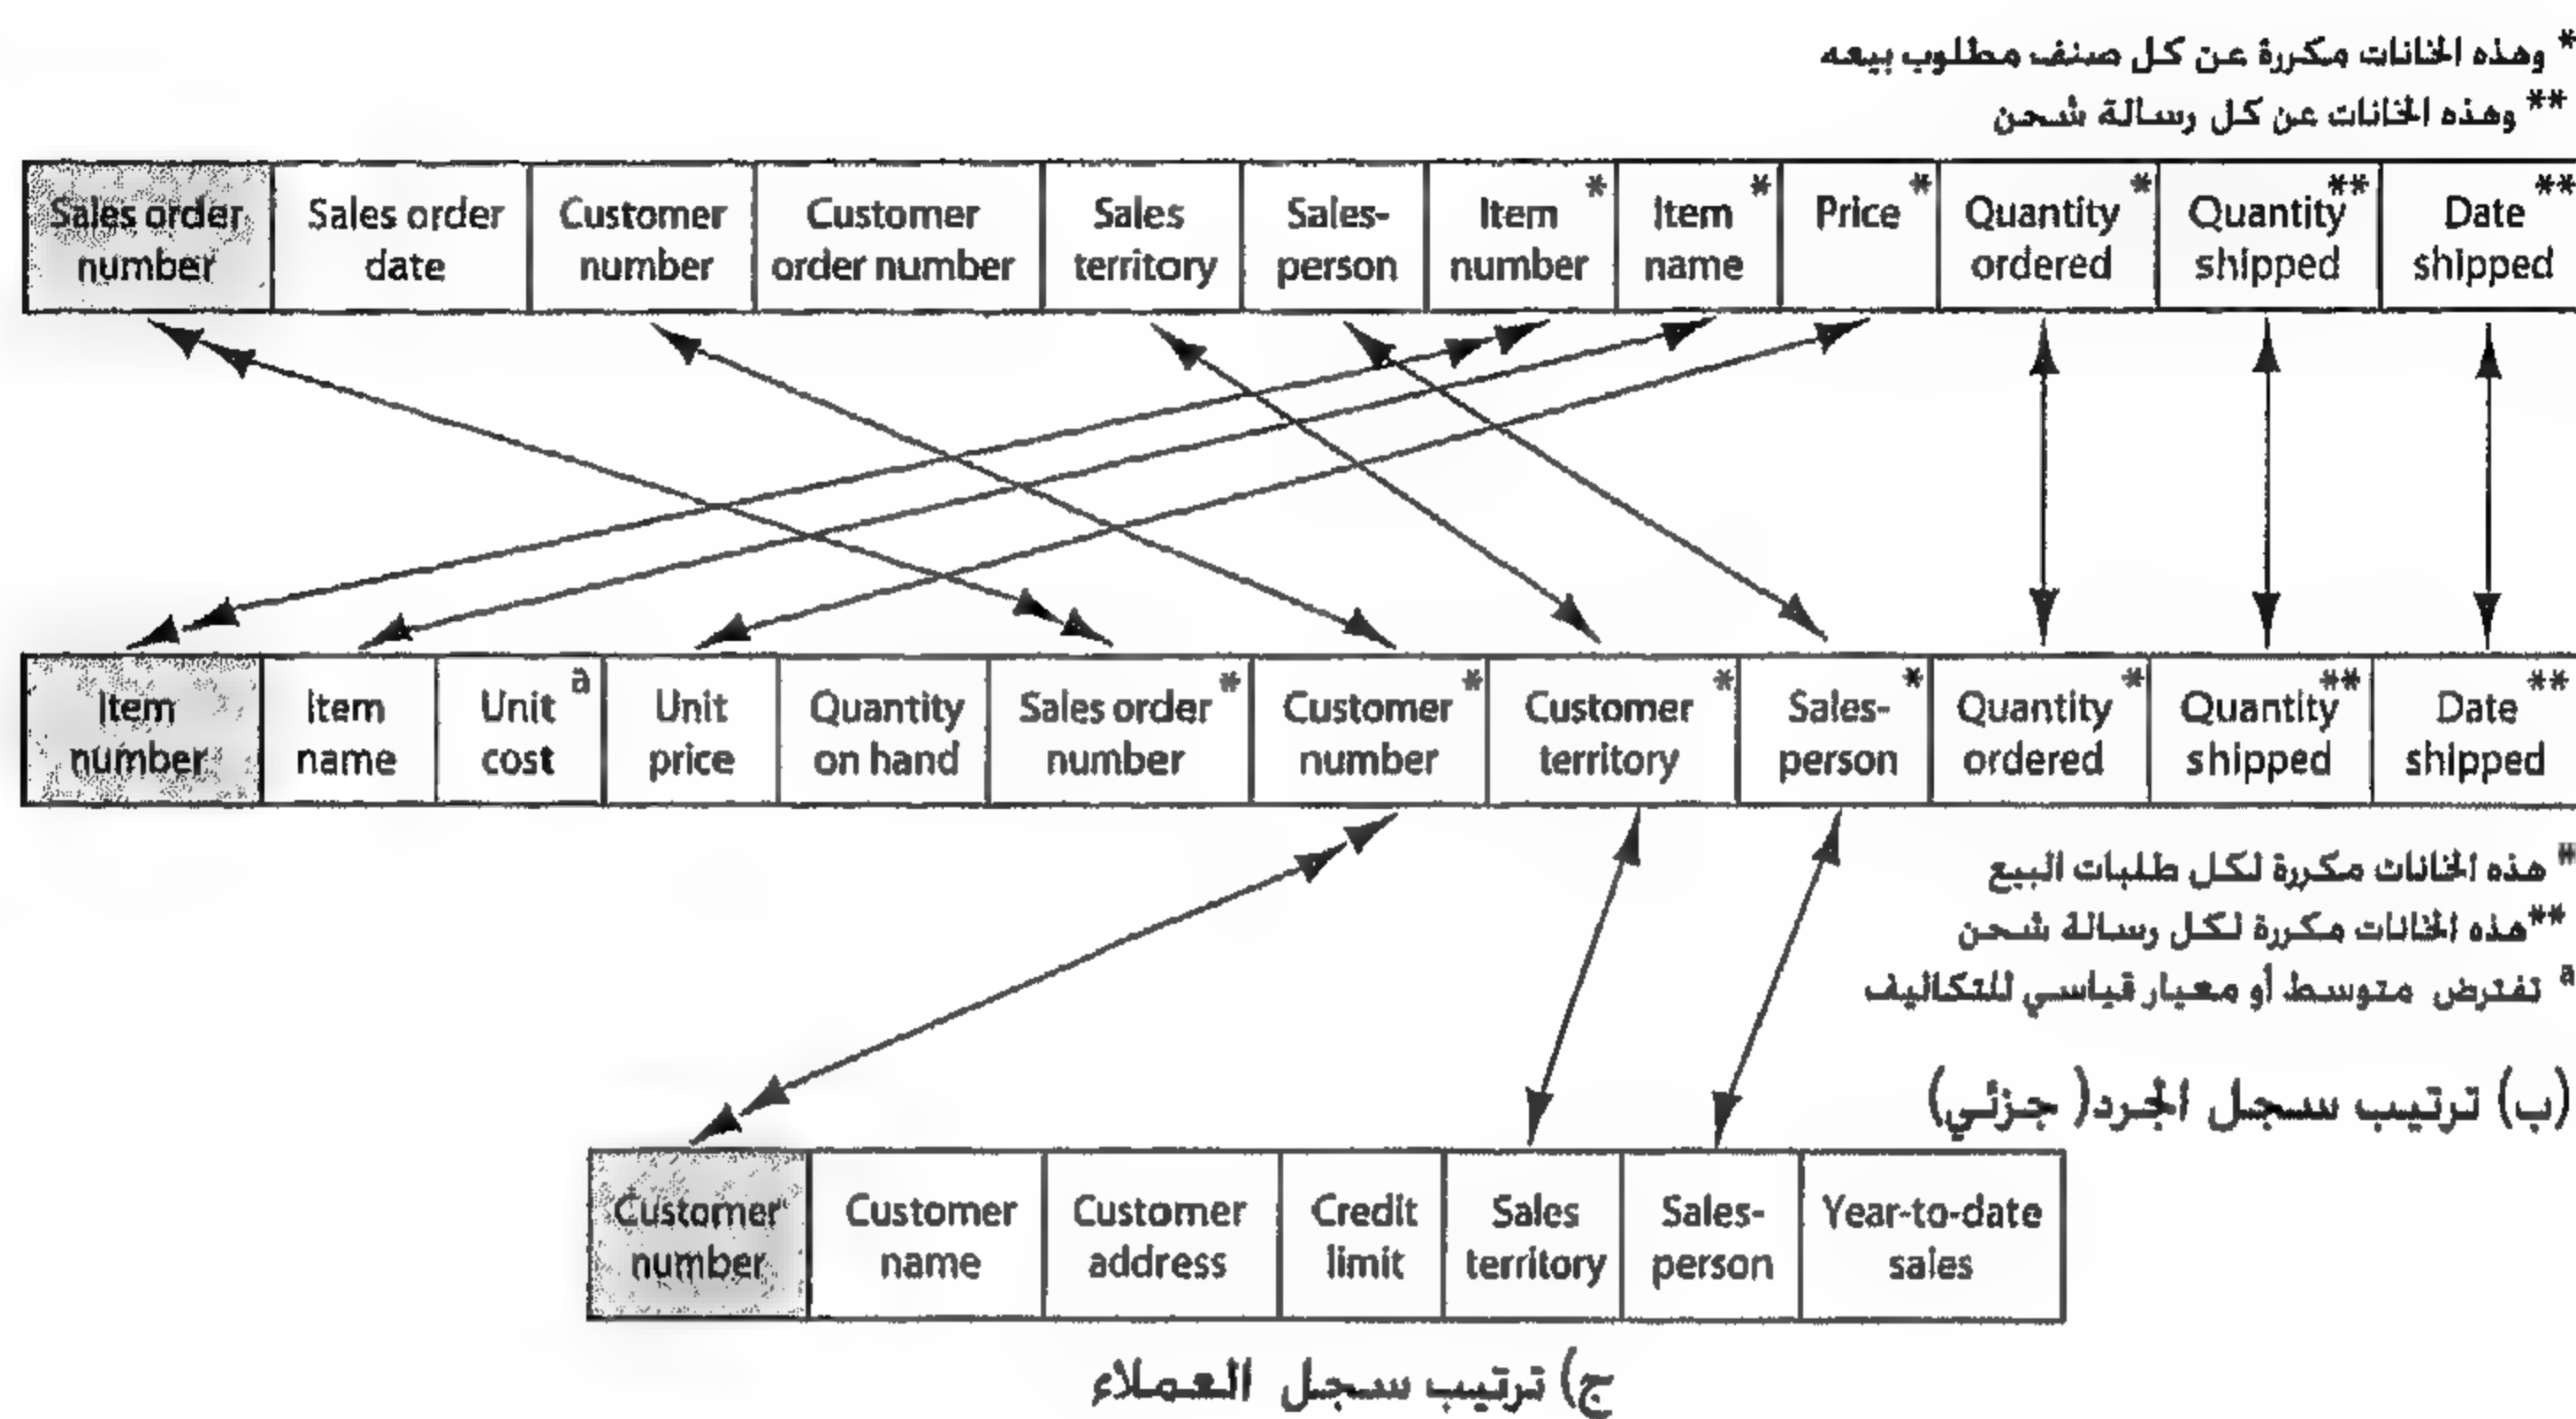 * وهذه الخانات مكررة عن كل صنف مطلوب بيعه
** وهذه الخانات عن كل رسالة شحن
Sales order number
Sales order date
Customer number
Customer order number
Sales territory
Sales-person
Item number *
Item name *
Price *
Quantity ordered *
Quantity shipped **
Date shipped **
Item number
Item name
Unit cost a
Unit price
Quantity on hand
Sales order number *
Customer number *
Customer territory *
Sales-person *
Quantity ordered *
Quantity shipped **
Date shipped **
* هذه الخانات مكررة لكل طلبات البيع
** هذه الخانات مكررة لكل رسالة شحن
a تفترض متوسط أو معيار قياسي للتكاليف
(ب) ترتيب سجل الجرد( جزئي)
Customer number
Customer name
Customer address
Credit limit
Sales territory
Sales-person
Year-to-date sales
ج) ترتيب سجل العملاء